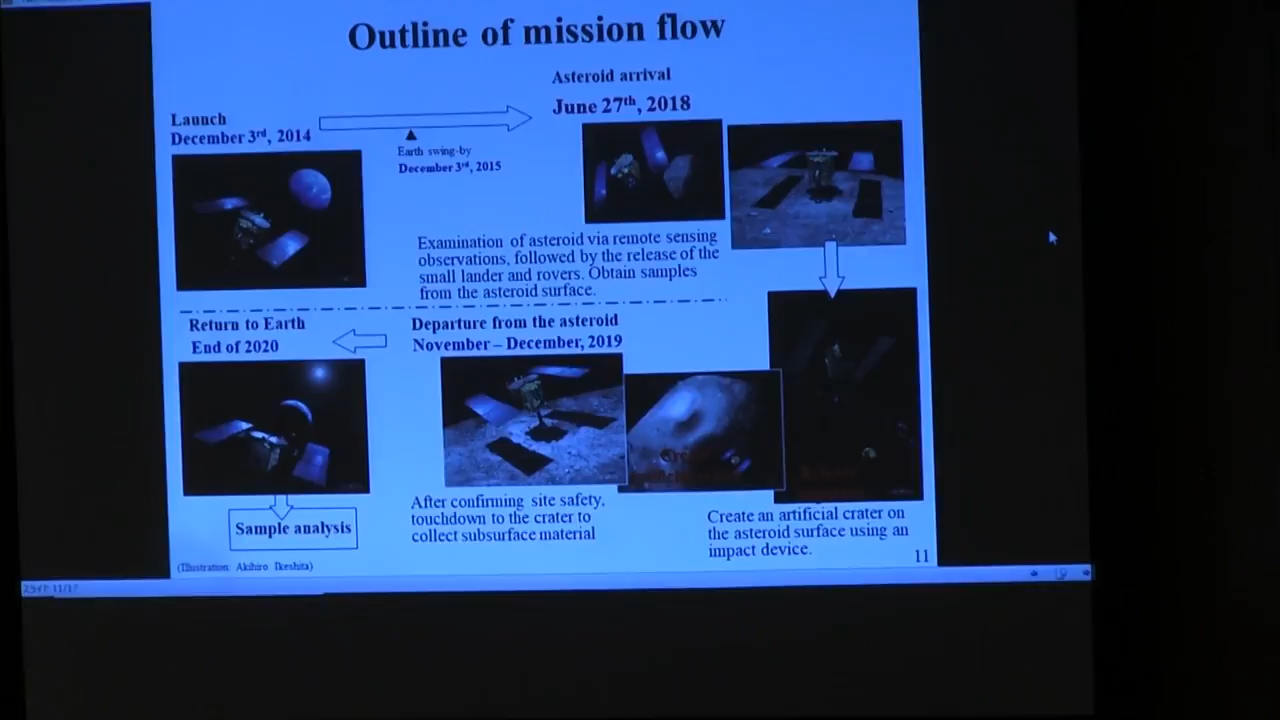 Outline of mission flow
Asteroid arrival
June 27th, 2018
Launch
December 3rd, 2014
Earth swing-by
December 3rd, 2015
Examination of asteroid via remote sensing
observations, followed by the release of the
small lander and rovers. Obtain samples
from the asteroid surface.
Return to Earth
End of 2020
Departure from the asteroid
November – December, 2019
After confirming site safety,
touchdown to the crater to
collect subsurface material
Create an artificial crater on
the asteroid surface using an
impact device.
Sample analysis
(Illustration: Akihiro Ikeshita)
11